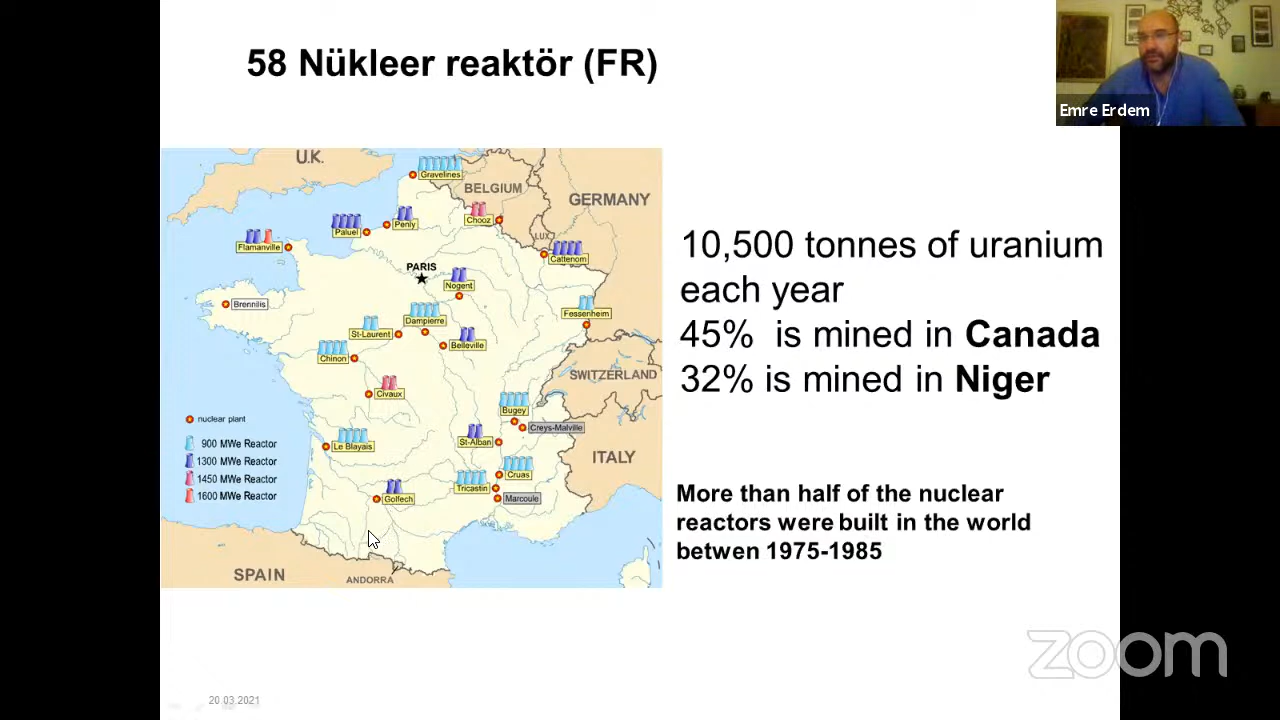 58 Nükleer reaktör (FR)
Emre Erdem
U.K.
Gravelines
BELGIUM
GERMANY
Chooz
Penly
Paluel
LUX.
Flamanville
Cattenom
PARIS
Nogent
Brennilis
Fessenheim
Dampierre
St-Laurent
Belleville
Chinon
SWITZERLAND
Civaux
Bugey
Creys-Malville
nuclear plant
900 MWe Reactor
1300 MWe Reactor
1450 MWe Reactor
1600 MWe Reactor
Le Blayais
St-Alban
ITALY
Cruas
Tricastin
Golfech
Marcoule
SPAIN
ANDORRA
10,500 tonnes of uranium
each year
45% is mined in Canada
32% is mined in Niger
More than half of the nuclear
reactors were built in the world
betwen 1975-1985
zoom
20.03.2021